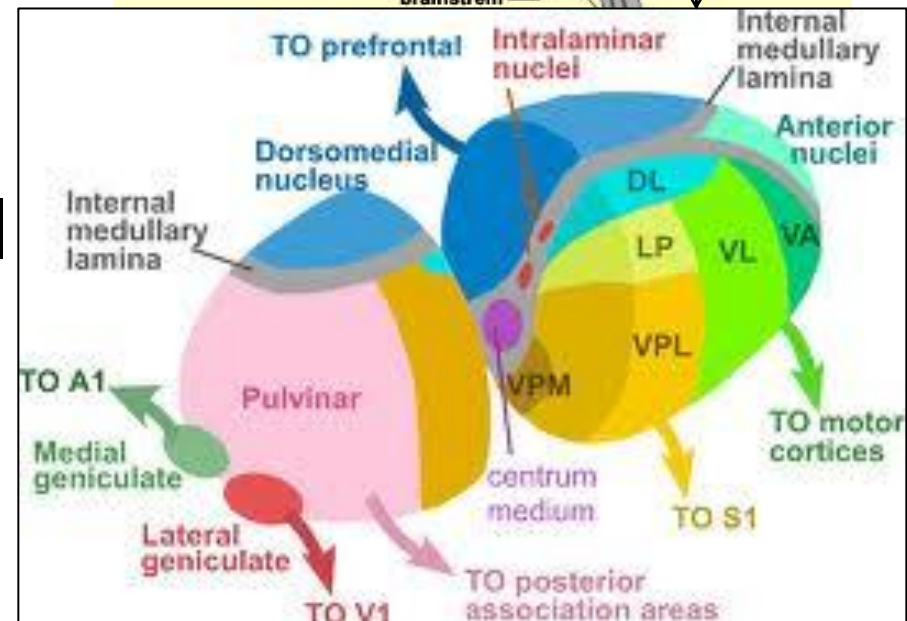 brainstem
TO prefrontal
Intralaminar
nuclei
Internal
medullary
lamina
Anterior
nuclei
Dorsomedial
nucleus
Internal
medullary
lamina
DL
LP
VL
VA
VPL
VPM
Pulvinar
TO A1
Medial
geniculate
Lateral
geniculate
TO V1
centrum
medium
TO S1
TO motor
cortices
TO posterior
association areas